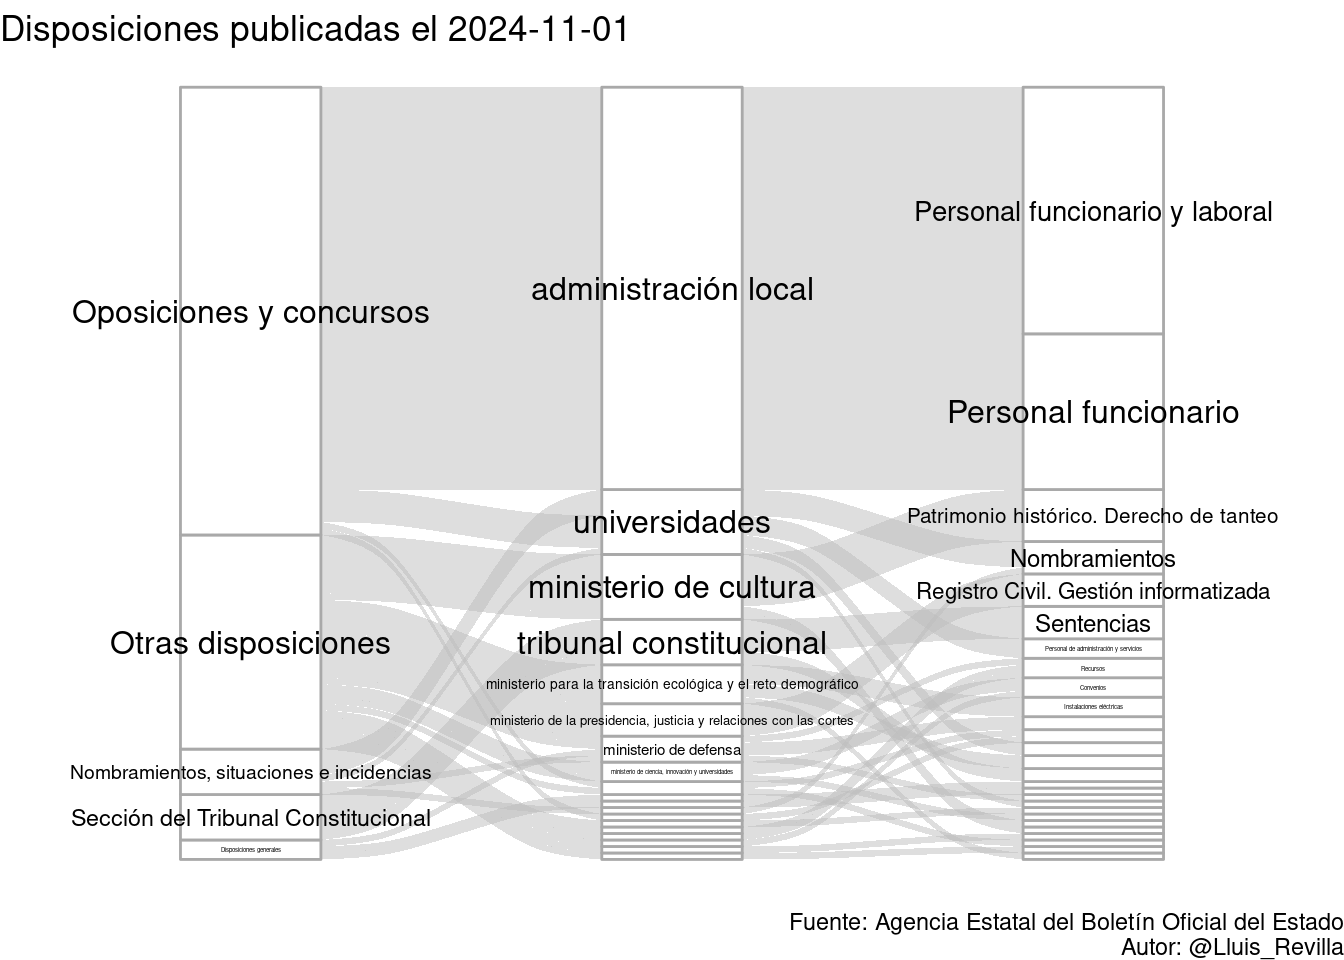 Disposiciones publicadas el 2024-11-01
Oposiciones y concursos
Otras disposiciones
Nombramientos, situaciones e incidencias
Sección del Tribunal Constitucional
Disposiciones generales
administración local
universidades
ministerio de cultura
tribunal constitucional
ministerio para la transición ecológica y el reto demográfico
ministerio de la presidencia, justicia y relaciones con las cortes
ministerio de defensa
ministerio de ciencia, innovación y universidades
Personal funcionario y laboral
Personal funcionario
Patrimonio histórico. Derecho de tanteo
Nombramientos
Registro Civil. Gestión informatizada
Sentencias
Personal de administración y servicios
Recursos
Convenios
Instalaciones eléctricas
Fuente: Agencia Estatal del Boletín Oficial del Estado
Autor: @Lluis_Revilla